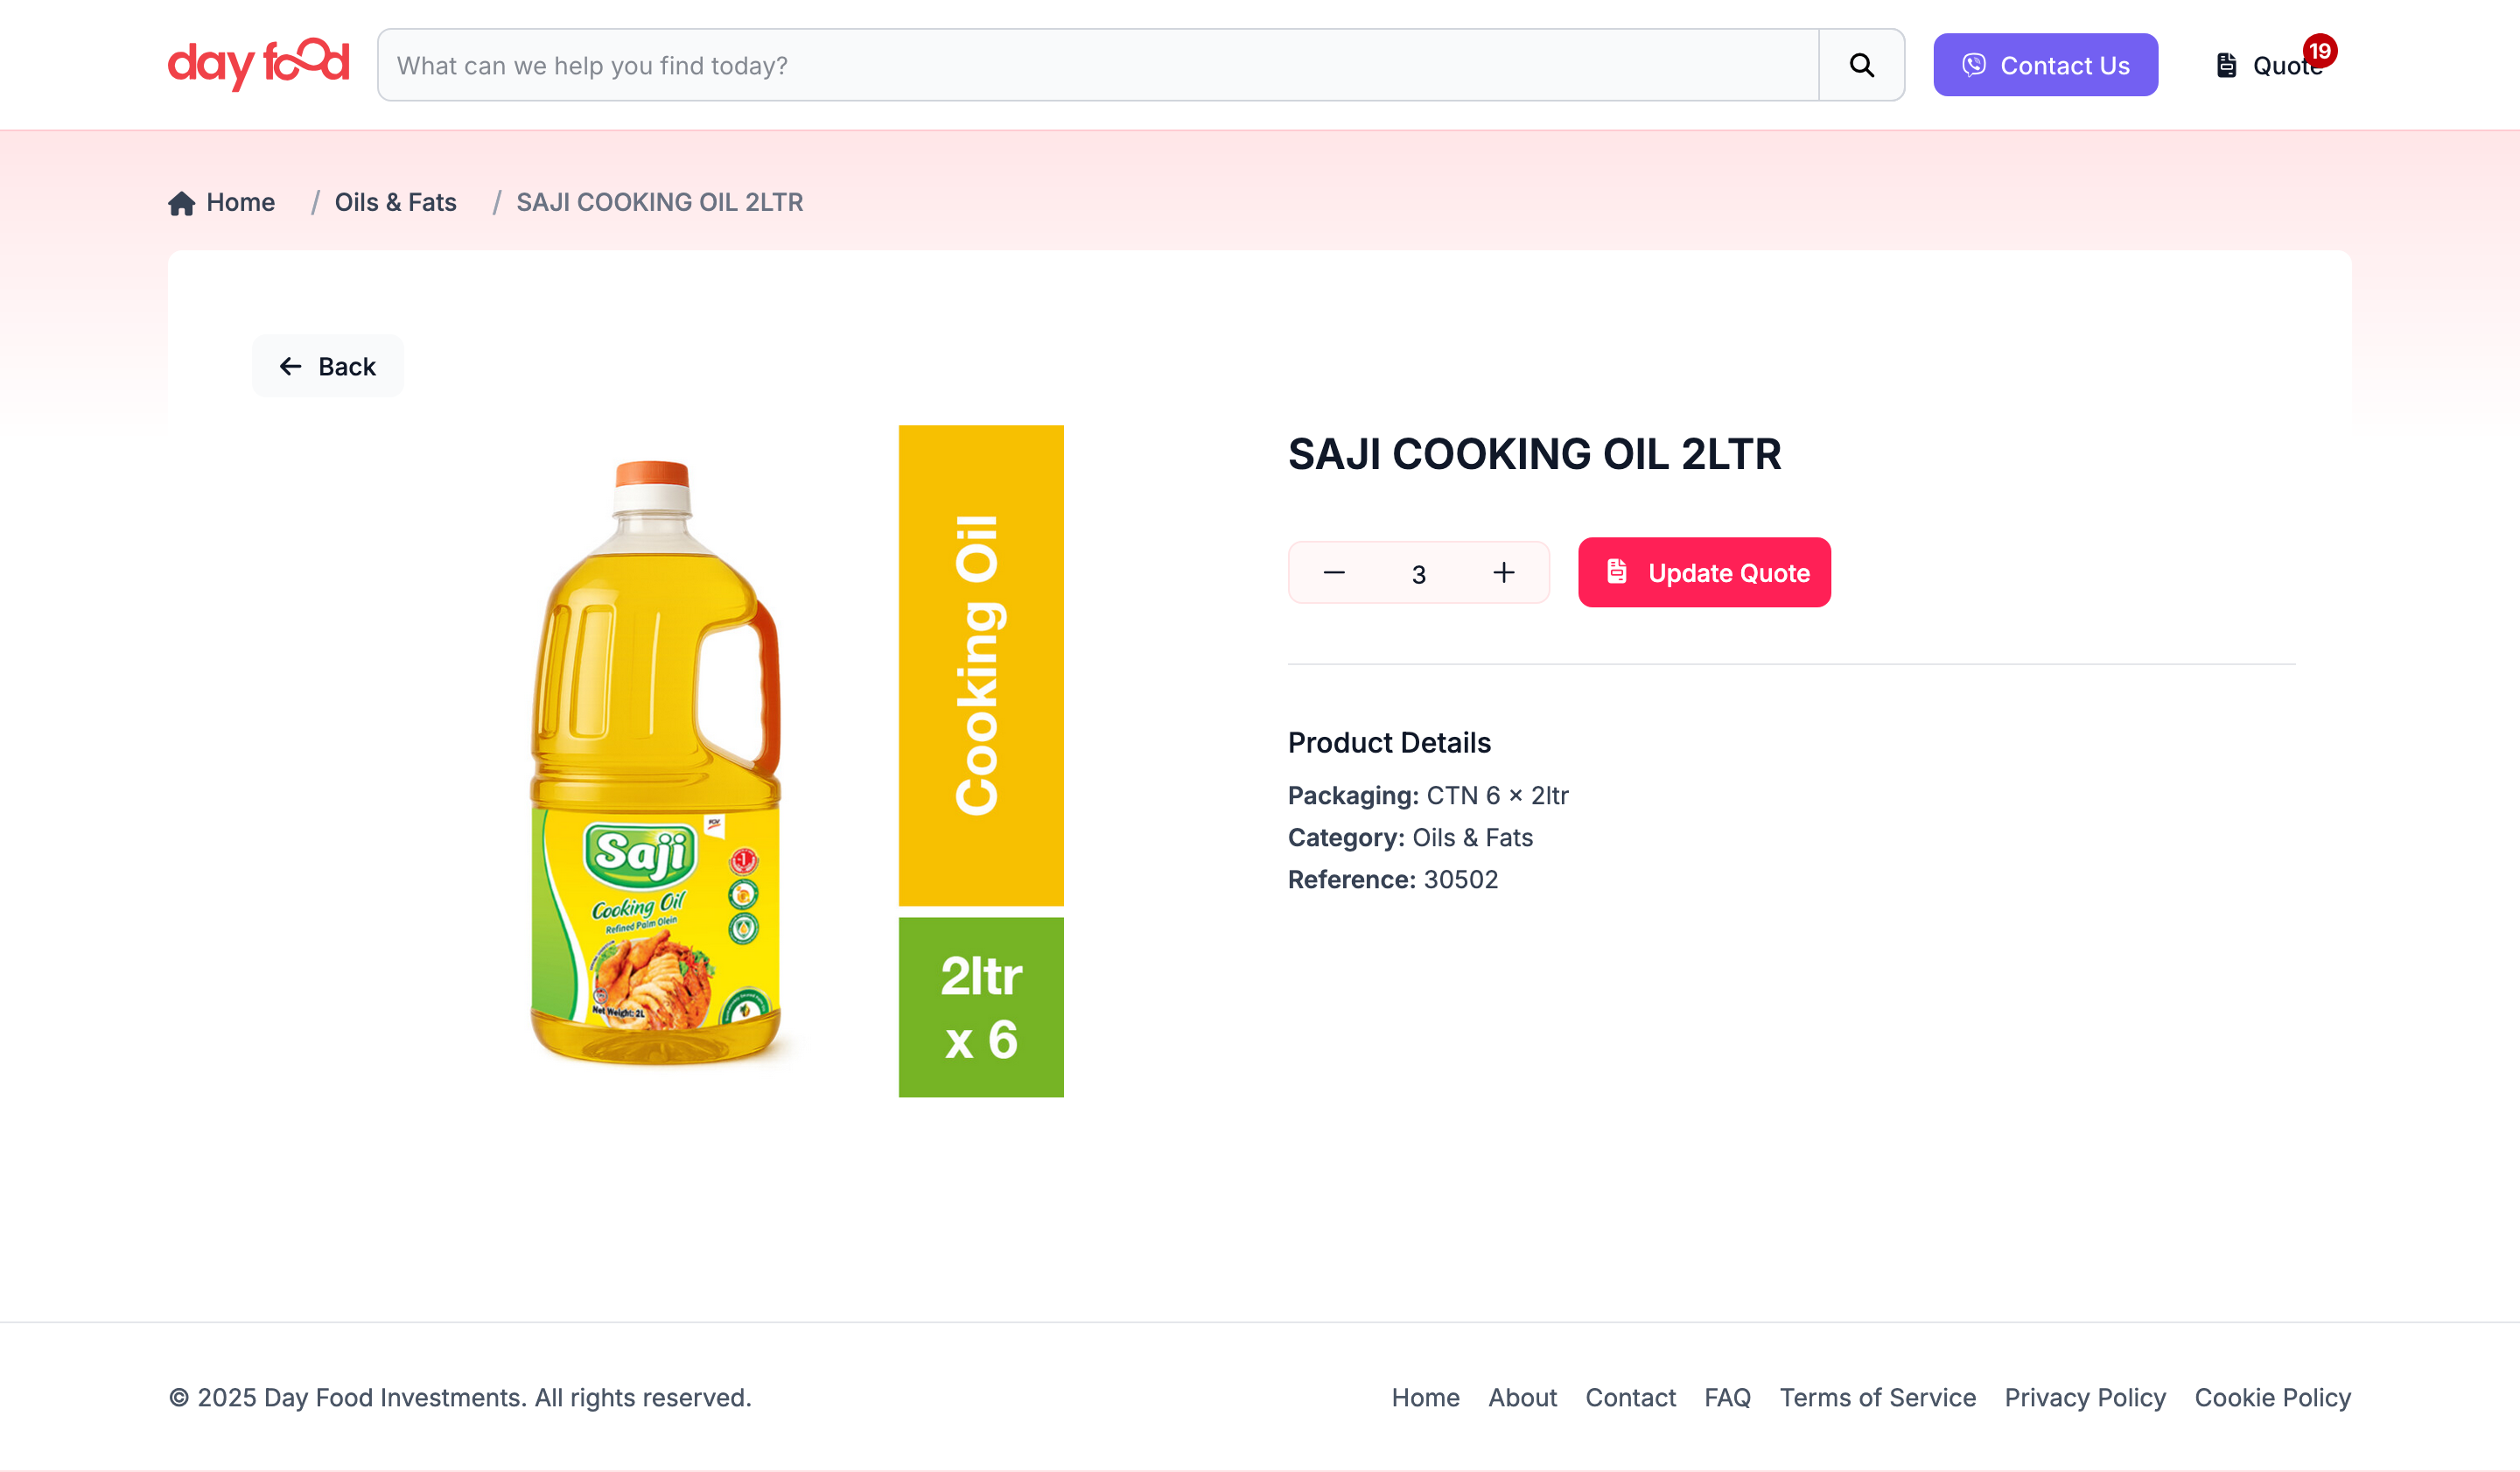 day food
What can we help you find today?
Contact Us
Quote
19
Home / Oils & Fats / SAJI COOKING OIL 2LTR
Back
Saji
Cooking Oil
Refined Palm Olein
Net Weight: 2L
Cooking Oil
2ltr
x 6
SAJI COOKING OIL 2LTR
3
Update Quote
Product Details
Packaging: CTN 6 × 2ltr
Category: Oils & Fats
Reference: 30502
© 2025 Day Food Investments. All rights reserved.
Home About Contact FAQ Terms of Service Privacy Policy Cookie Policy